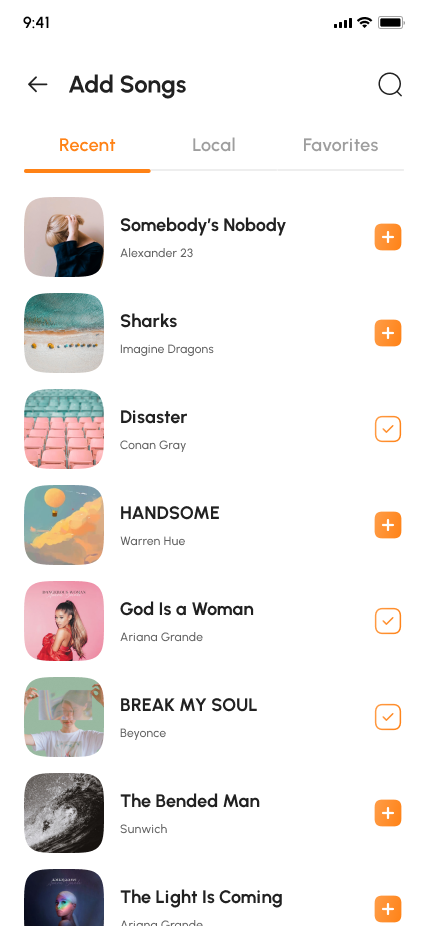 9:41
Add Songs
Recent Local Favorites
Somebody's Nobody
Alexander 23
Sharks
Imagine Dragons
Disaster
Conan Gray
HANDSOME
Warren Hue
God Is a Woman
Ariana Grande
BREAK MY SOUL
Beyonce
The Bended Man
Sunwich
The Light Is Coming
Ariana Grande